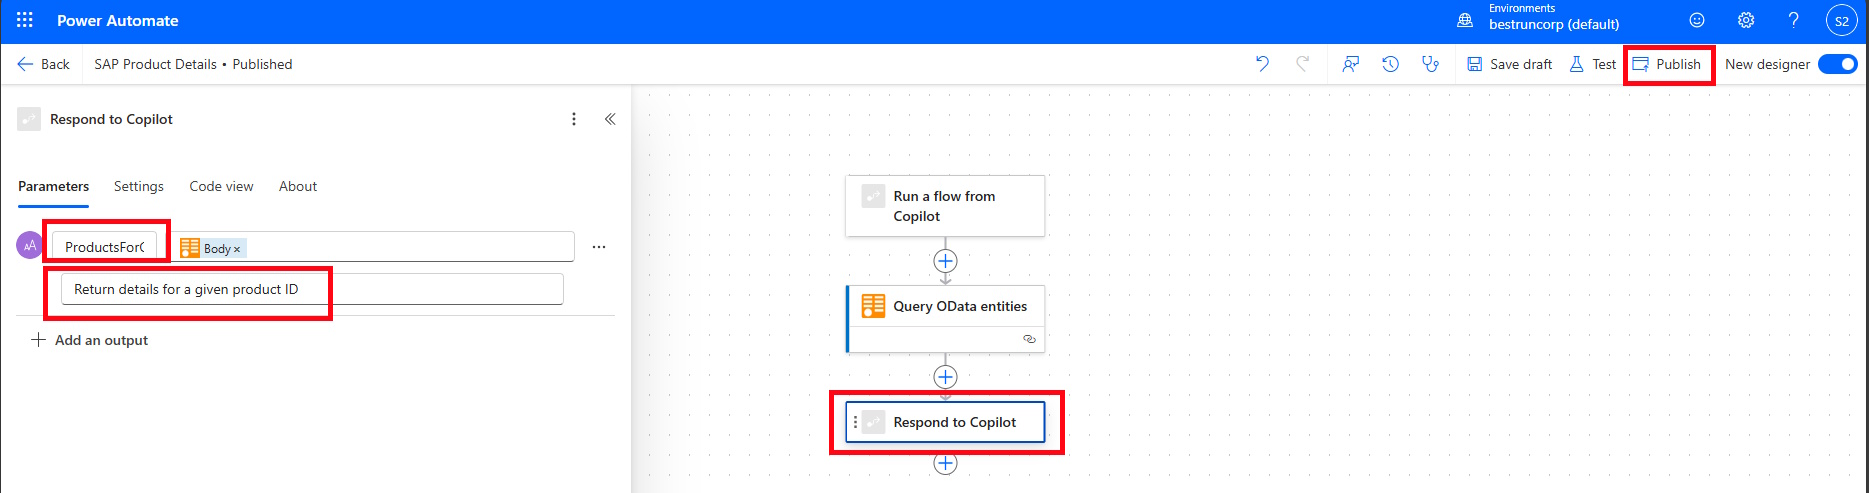 Power Automate
Environments
bestruncorp (default)
?
S2
Back
SAP Product Details • Published
Save draft
Test
Publish
New designer
Respond to Copilot
Parameters
Settings
Code view
About
AA
ProductsForC
Body ×
Return details for a given product ID
Add an output
Run a flow from
Copilot
Query OData entities
Respond to Copilot